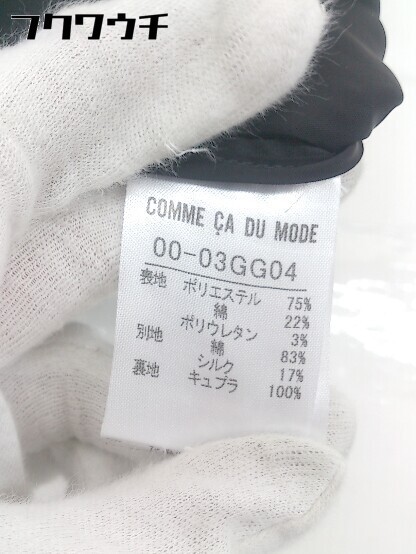 フクワウチ
COMME ÇA DU MODE
00-03GG04
表地 ポリエステル 75%
綿 22%
ポリウレタン 3%
別地 綿 83%
シルク 17%
裏地 キュプラ 100%